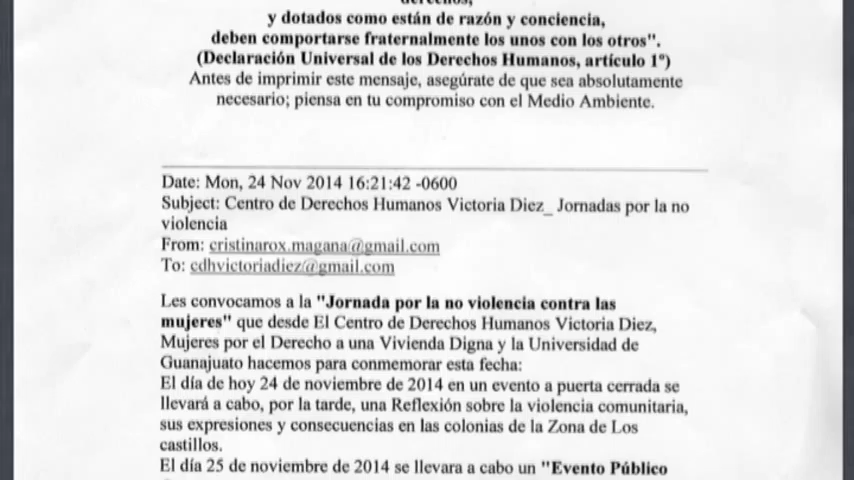 derechos,
y dotados como están de razón y conciencia,
deben comportarse fraternalmente los unos con los otros".
(Declaración Universal de los Derechos Humanos, artículo 1º)
Antes de imprimir este mensaje, asegúrate de que sea absolutamente
necesario; piensa en tu compromiso con el Medio Ambiente.
Date: Mon, 24 Nov 2014 16:21:42 -0600
Subject: Centro de Derechos Humanos Victoria Diez_ Jornadas por la no
violencia
From: cristinarox.magana@gmail.com
To: cdhvictoriadiez@gmail.com
Les convocamos a la "Jornada por la no violencia contra las
mujeres" que desde El Centro de Derechos Humanos Victoria Diez,
Mujeres por el Derecho a una Vivienda Digna y la Universidad de
Guanajuato hacemos para conmemorar esta fecha:
El día de hoy 24 de noviembre de 2014 en un evento a puerta cerrada se
llevará a cabo, por la tarde, una Reflexión sobre la violencia comunitaria,
sus expresiones y consecuencias en las colonias de la Zona de Los
castillos.
El día 25 de noviembre de 2014 se llevara a cabo un "Evento Público